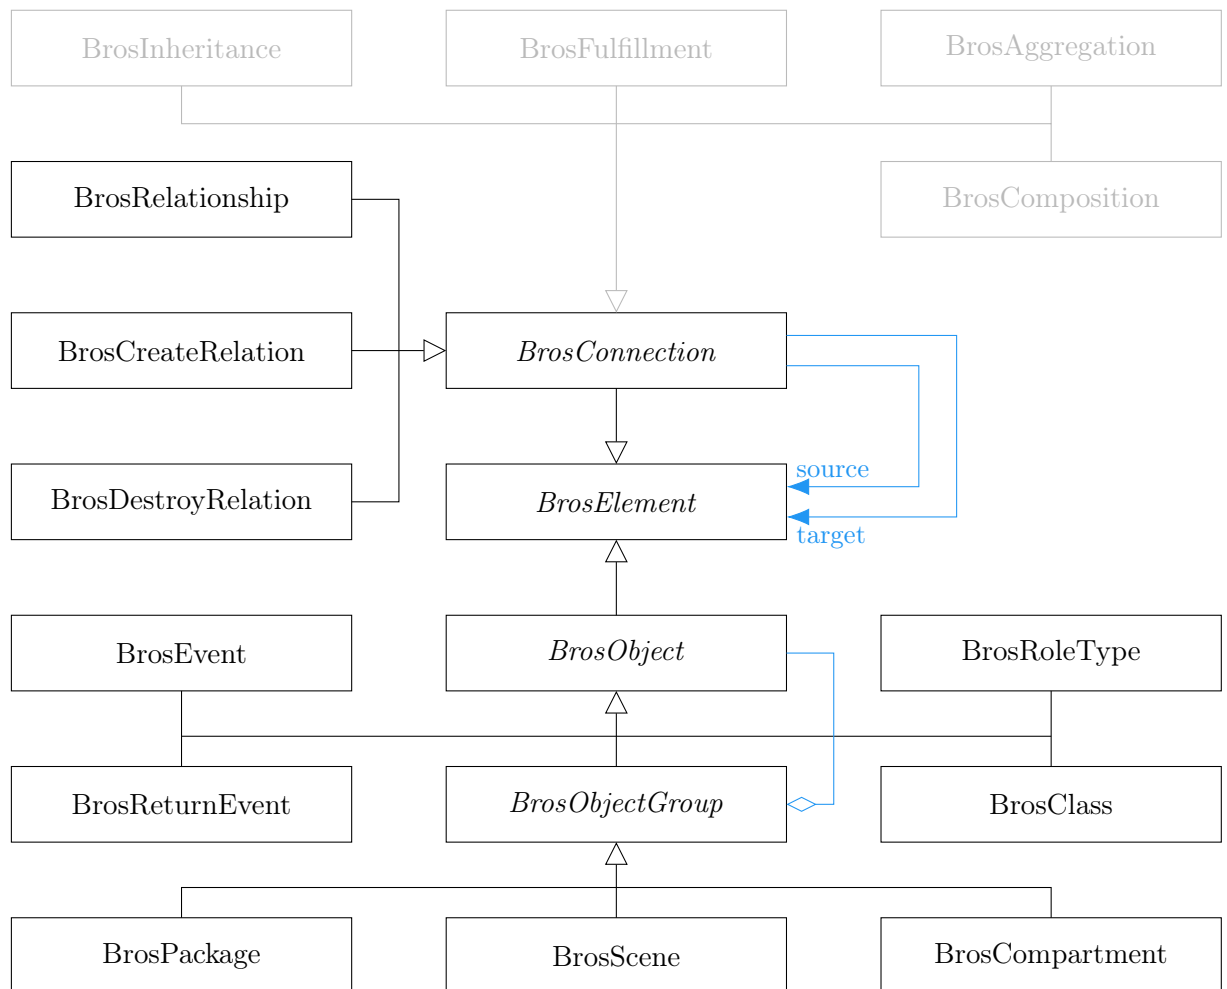 BrosInheritance
BrosFulfillment
BrosAggregation
BrosRelationship
BrosComposition
BrosCreateRelation
BrosConnection
BrosDestroyRelation
BrosElement
source
target
BrosEvent
BrosObject
BrosRoleType
BrosReturnEvent
BrosObjectGroup
BrosClass
BrosPackage
BrosScene
BrosCompartment